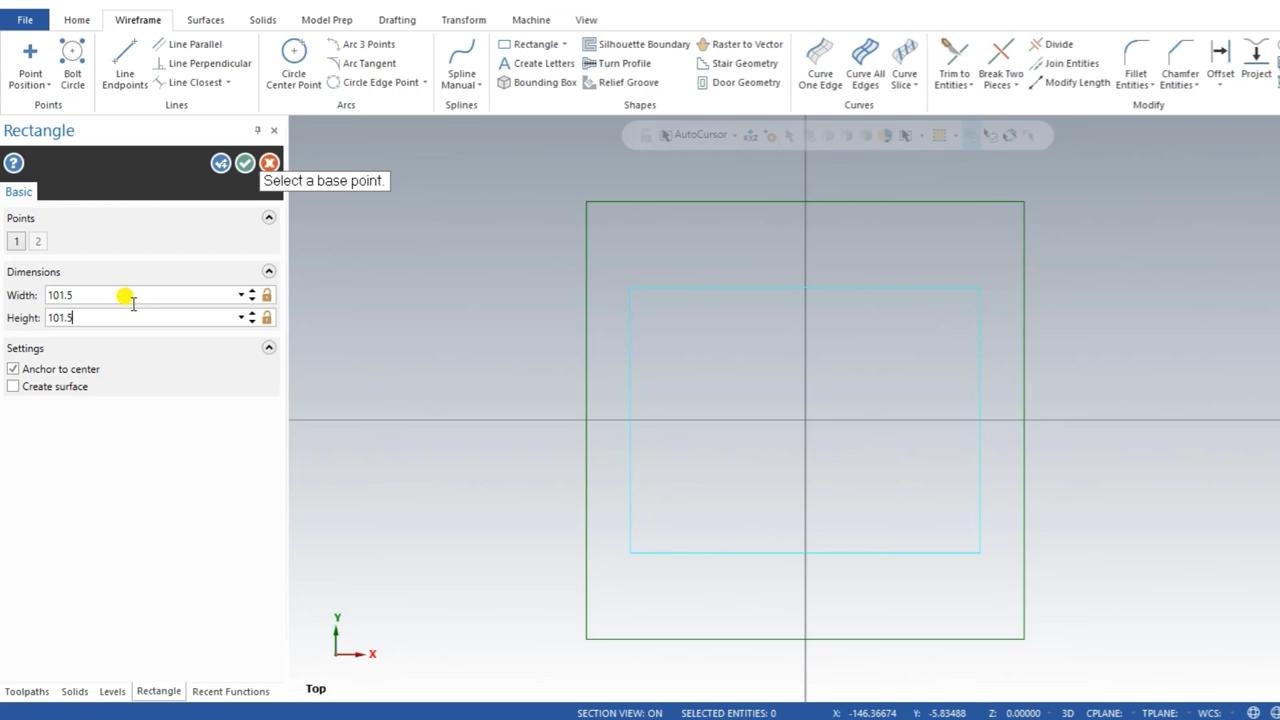 File Home Wireframe Surfaces Solids Model Prep Drafting Transform Machine View
Point Position
Bolt Circle
Points
Line Endpoints
Line Parallel
Line Perpendicular
Line Closest
Lines
Circle Center Point
Arc 3 Points
Arc Tangent
Circle Edge Point
Arcs
Spline Manual
Splines
Rectangle
Create Letters
Bounding Box
Silhouette Boundary
Turn Profile
Relief Groove
Raster to Vector
Stair Geometry
Door Geometry
Shapes
Curve One Edge
Curve All Edges
Curve Slice
Curves
Trim to Entities
Break Two Pieces
Divide
Join Entities
Modify Length
Fillet Entities
Chamfer Entities
Offset
Project
Modify
Rectangle
AutoCursor
Select a base point.
Basic
Points
1 2
Dimensions
Width: 101.5
Height: 101.5
Settings
Anchor to center
Create surface
Y
X
Top
Toolpaths Solids Levels Rectangle Recent Functions
SECTION VIEW: ON SELECTED ENTITIES: 0 X: -146.36674 Y: -5.83488 Z: 0.00000 3D CPLANE: TPLANE: WCS: